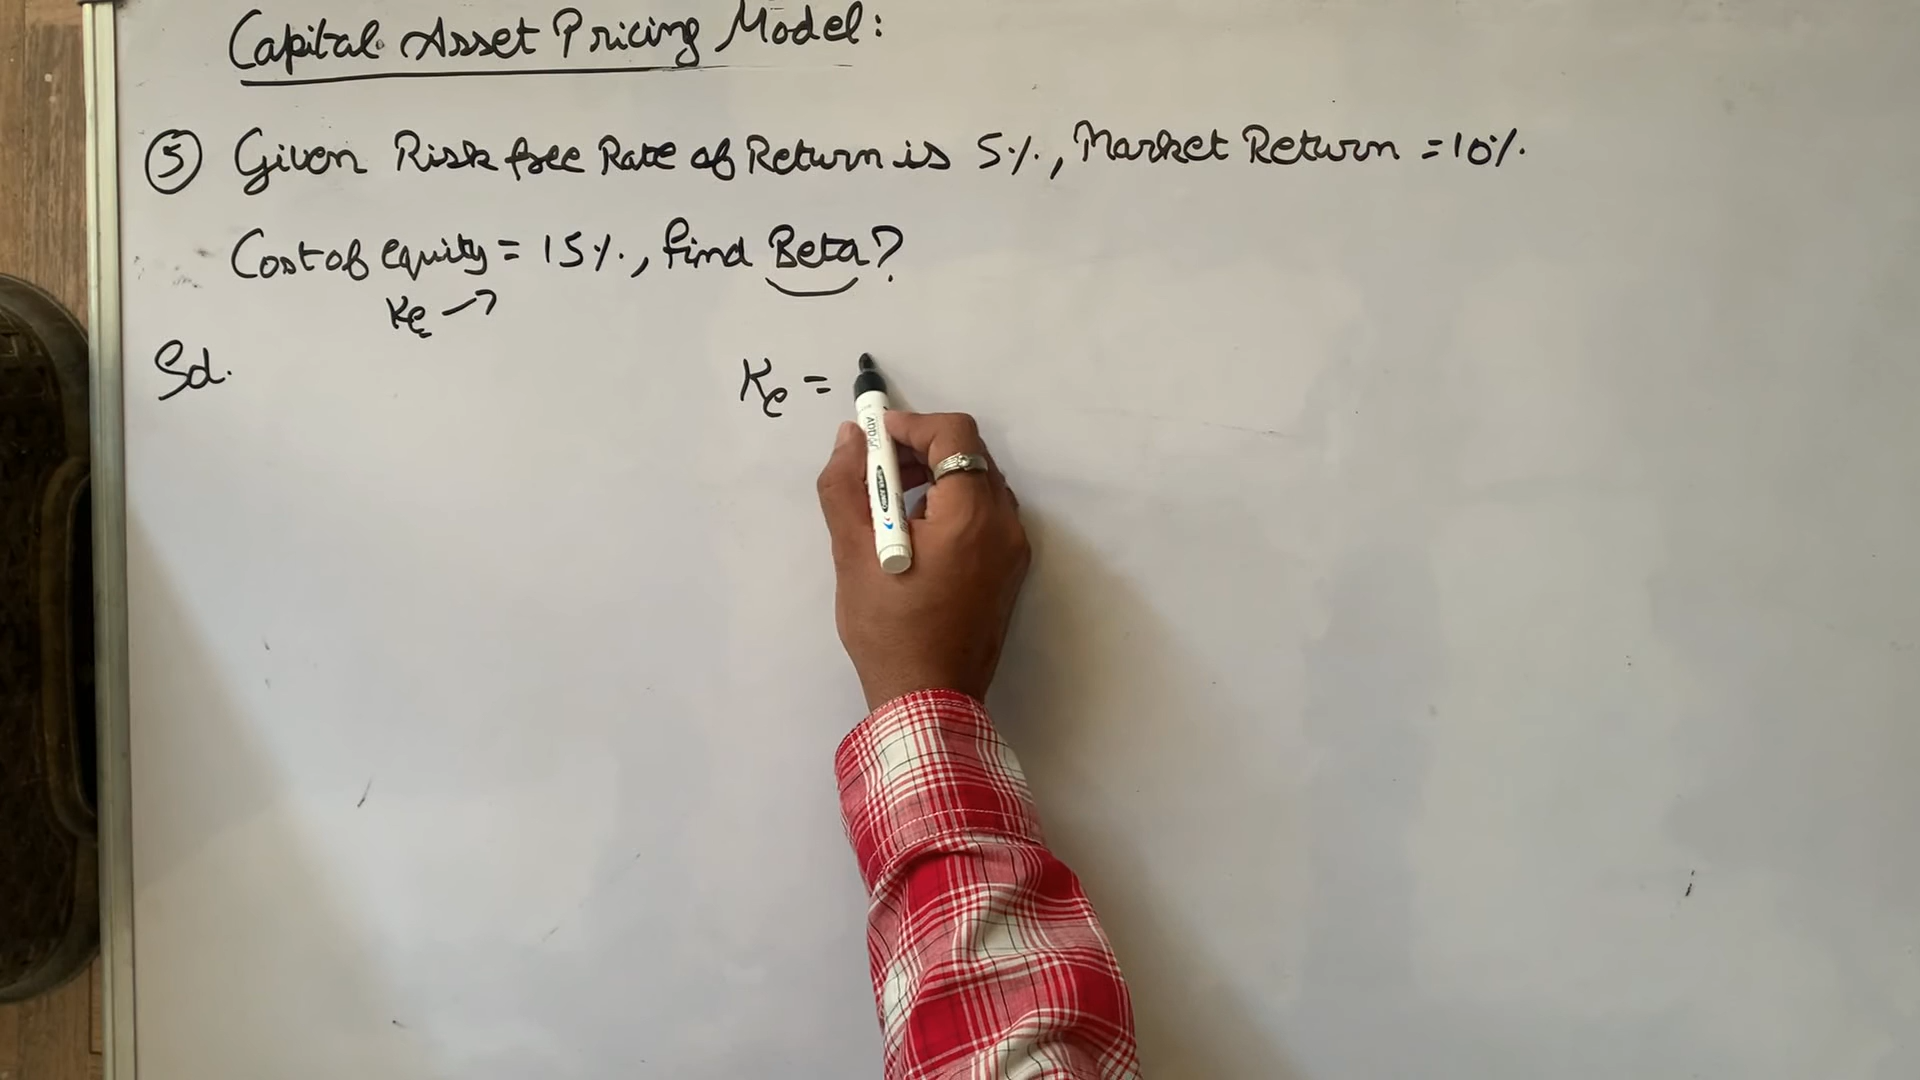 Capital Asset Pricing Model:
⑤ Given Risk free Rate of Return is 5%, Market Return = 10%.
Cost of equity = 15%, find Beta?
Ke →
Sol.
Ke =